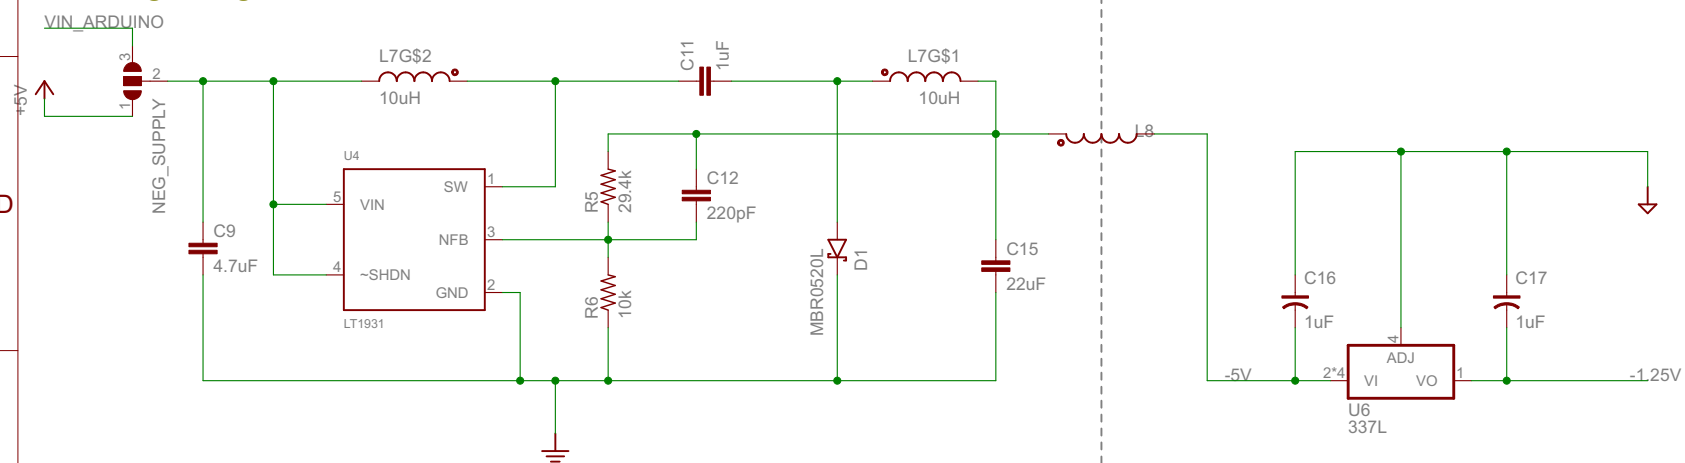 VIN_ARDUINO
+5V
3
2
1
NEG_SUPPLY
L7G$2
10uH
C11
1uF
L7G$1
10uH
L8
U4
SW
1
5
VIN
NFB
3
4
~SHDN
GND
2
LT1931
C9
4.7uF
R5
29.4k
C12
220pF
R6
10k
MBR0520L
D1
C15
22uF
C16
1uF
C17
1uF
4
ADJ
-5V
2*4
VI
VO
1
-1.25V
U6
337L